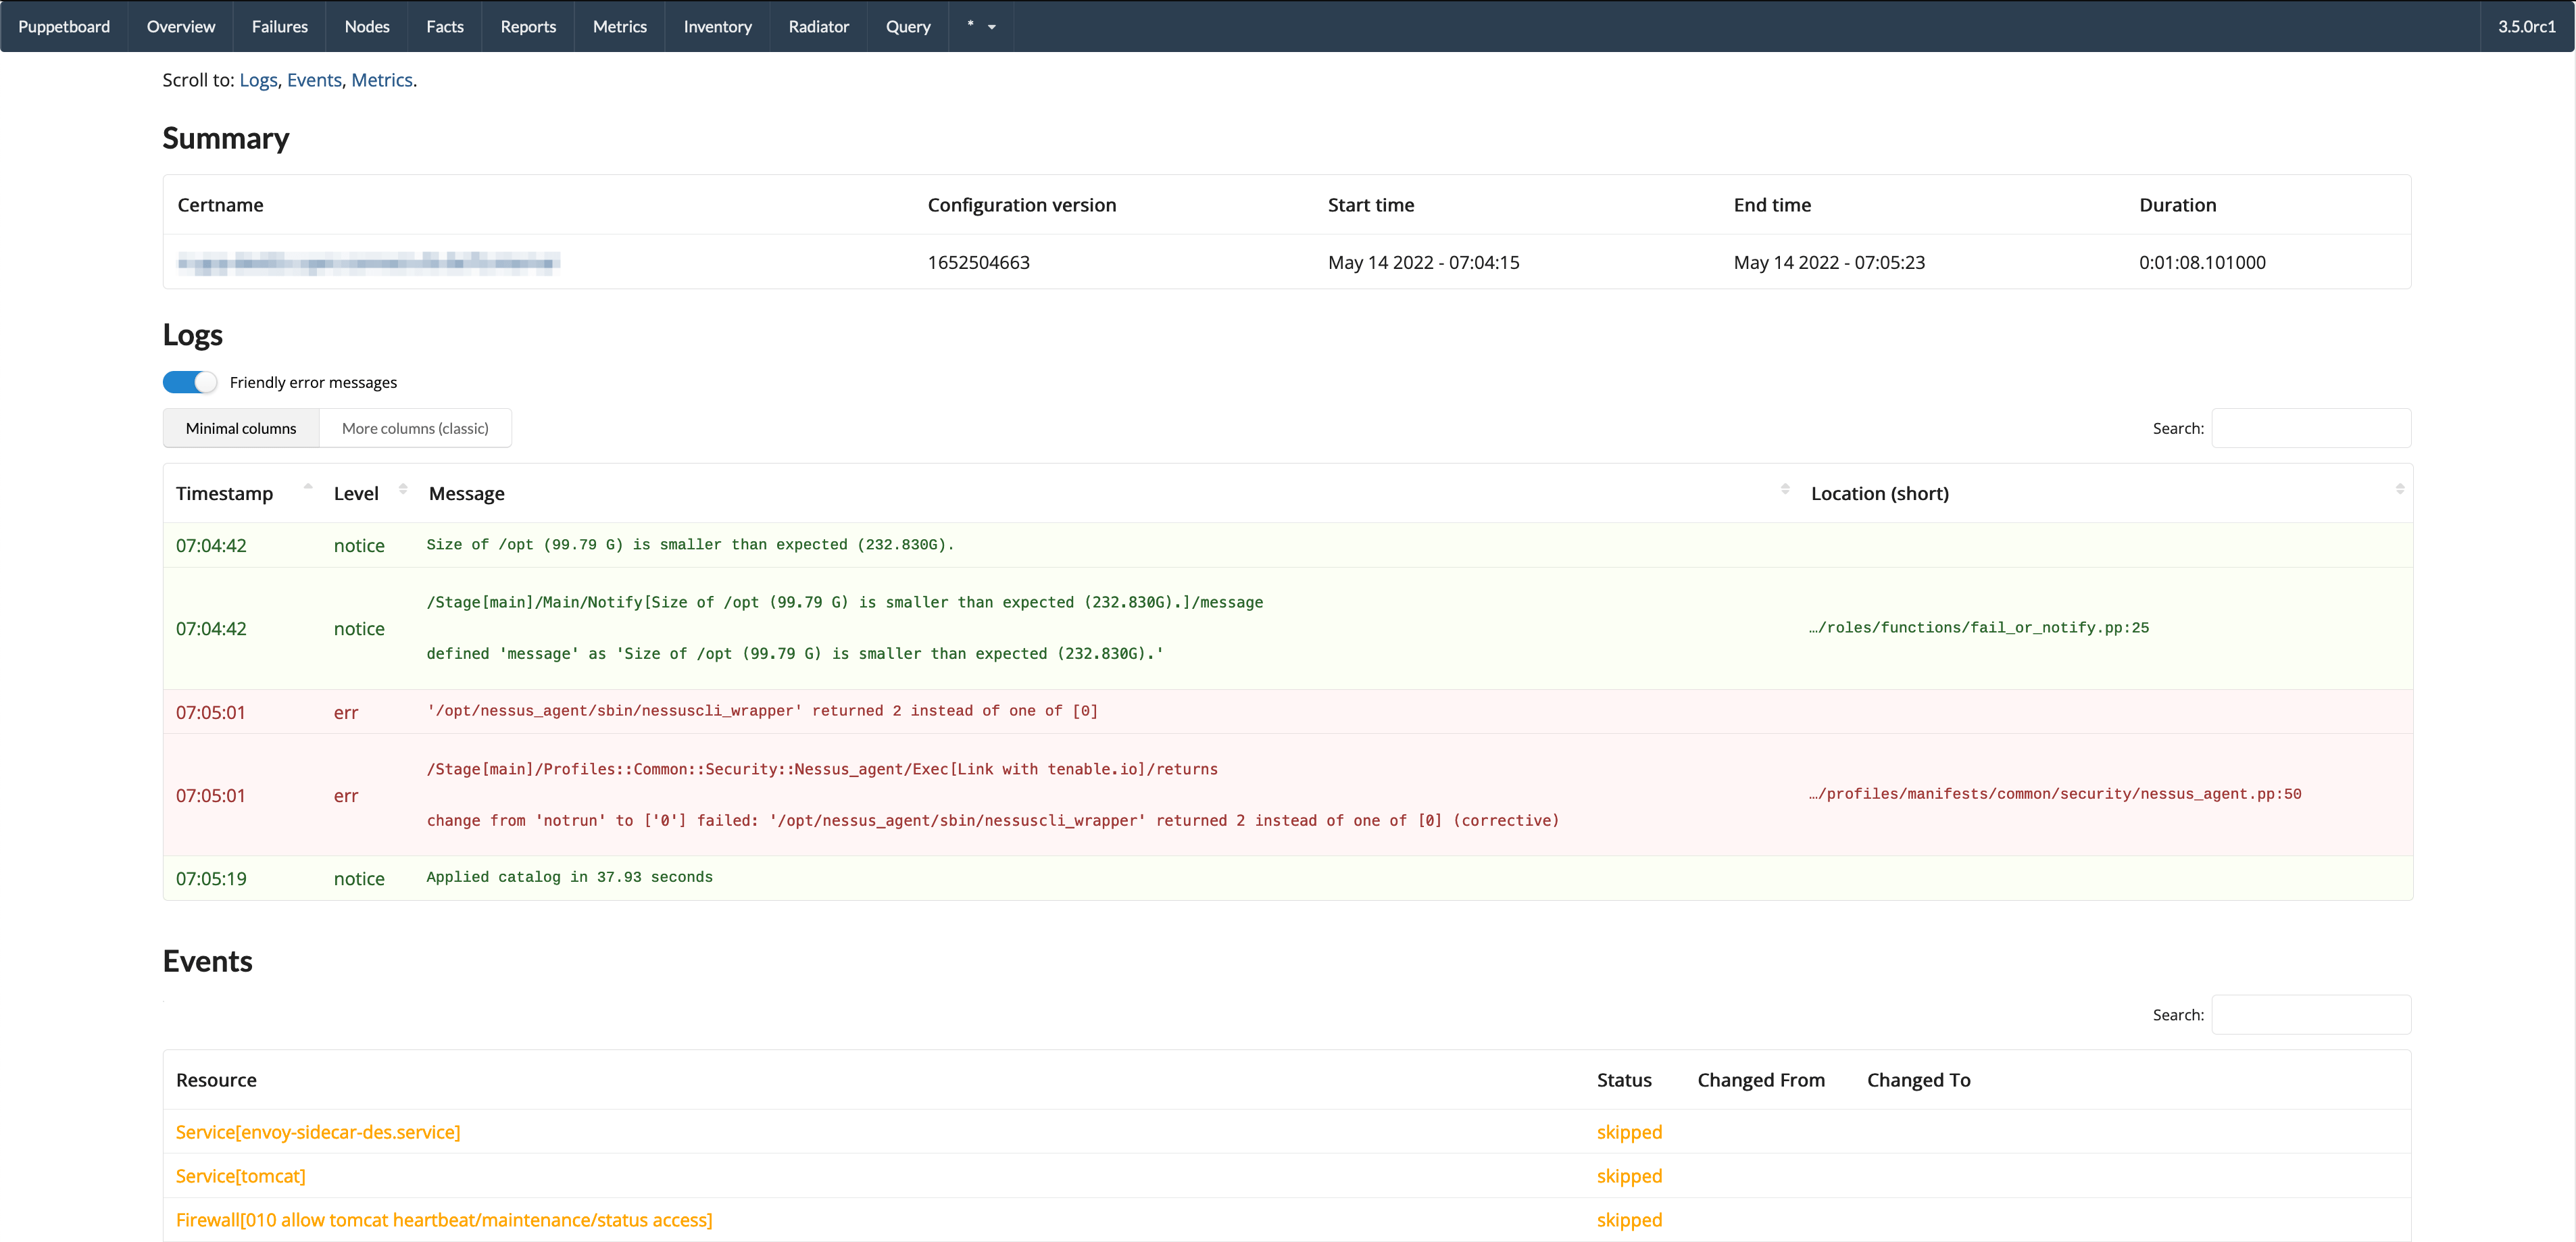 Puppetboard Overview Failures Nodes Facts Reports Metrics Inventory Radiator Query * 3.5.0rc1
Scroll to: Logs, Events, Metrics.
Summary
Certname Configuration version Start time End time Duration
1652504663 May 14 2022 - 07:04:15 May 14 2022 - 07:05:23 0:01:08.101000
Logs
Friendly error messages
Minimal columns More columns (classic) Search:
Timestamp Level Message Location (short)
07:04:42 notice Size of /opt (99.79 G) is smaller than expected (232.830G).
/Stage[main]/Main/Notify[Size of /opt (99.79 G) is smaller than expected (232.830G).]/message
07:04:42 notice …/roles/functions/fail_or_notify.pp:25
defined 'message' as 'Size of /opt (99.79 G) is smaller than expected (232.830G).'
07:05:01 err '/opt/nessus_agent/sbin/nessuscli_wrapper' returned 2 instead of one of [0]
/Stage[main]/Profiles::Common::Security::Nessus_agent/Exec[Link with tenable.io]/returns
07:05:01 err …/profiles/manifests/common/security/nessus_agent.pp:50
change from 'notrun' to ['0'] failed: '/opt/nessus_agent/sbin/nessuscli_wrapper' returned 2 instead of one of [0] (corrective)
07:05:19 notice Applied catalog in 37.93 seconds
Events
Search:
Resource Status Changed From Changed To
Service[envoy-sidecar-des.service] skipped
Service[tomcat] skipped
Firewall[010 allow tomcat heartbeat/maintenance/status access] skipped